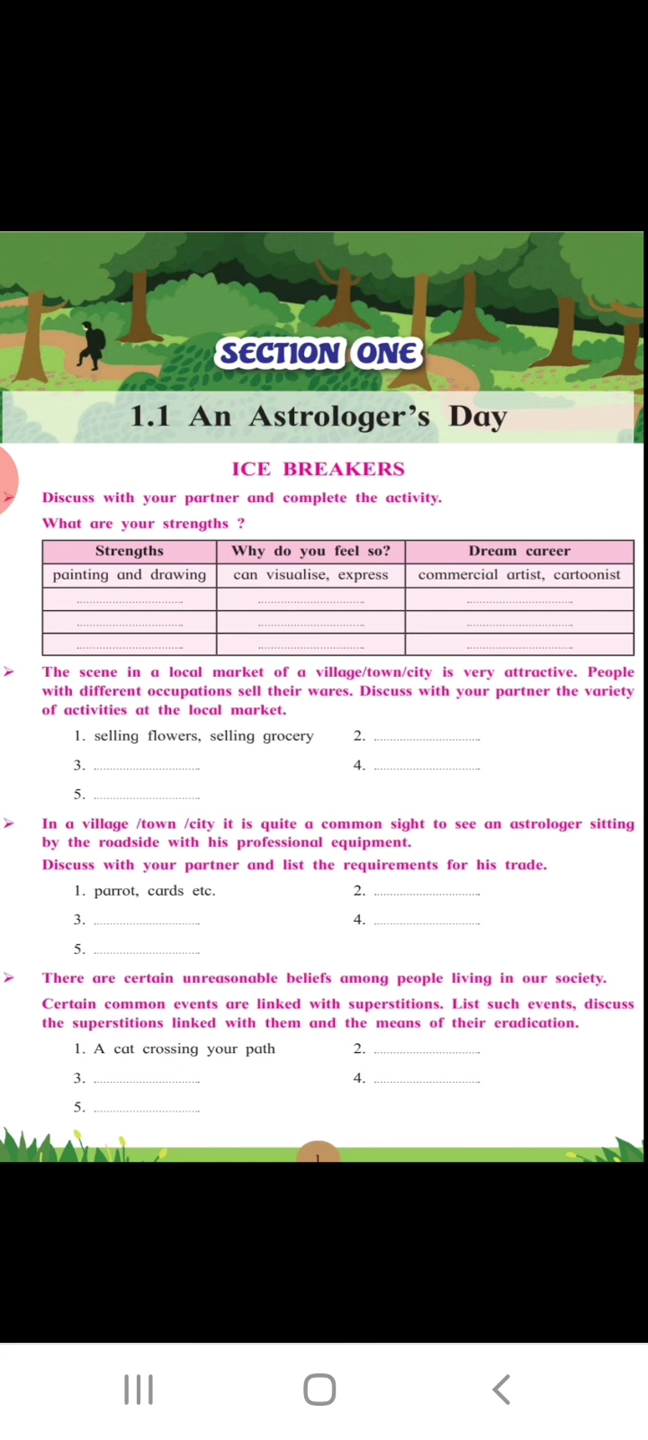 SECTION ONE
1.1 An Astrologer's Day
ICE BREAKERS
➢ Discuss with your partner and complete the activity.
What are your strengths ?
Strengths Why do you feel so? Dream career
painting and drawing can visualise, express commercial artist, cartoonist
.............................. .............................. ..............................
.............................. .............................. ..............................
.............................. .............................. ..............................
➢ The scene in a local market of a village/town/city is very attractive. People
with different occupations sell their wares. Discuss with your partner the variety
of activities at the local market.
1. selling flowers, selling grocery 2. ..............................
3. .............................. 4. ..............................
5. ..............................
➢ In a village /town /city it is quite a common sight to see an astrologer sitting
by the roadside with his professional equipment.
Discuss with your partner and list the requirements for his trade.
1. parrot, cards etc. 2. ..............................
3. .............................. 4. ..............................
5. ..............................
➢ There are certain unreasonable beliefs among people living in our society.
Certain common events are linked with superstitions. List such events, discuss
the superstitions linked with them and the means of their eradication.
1. A cat crossing your path 2. ..............................
3. .............................. 4. ..............................
5. ..............................
1